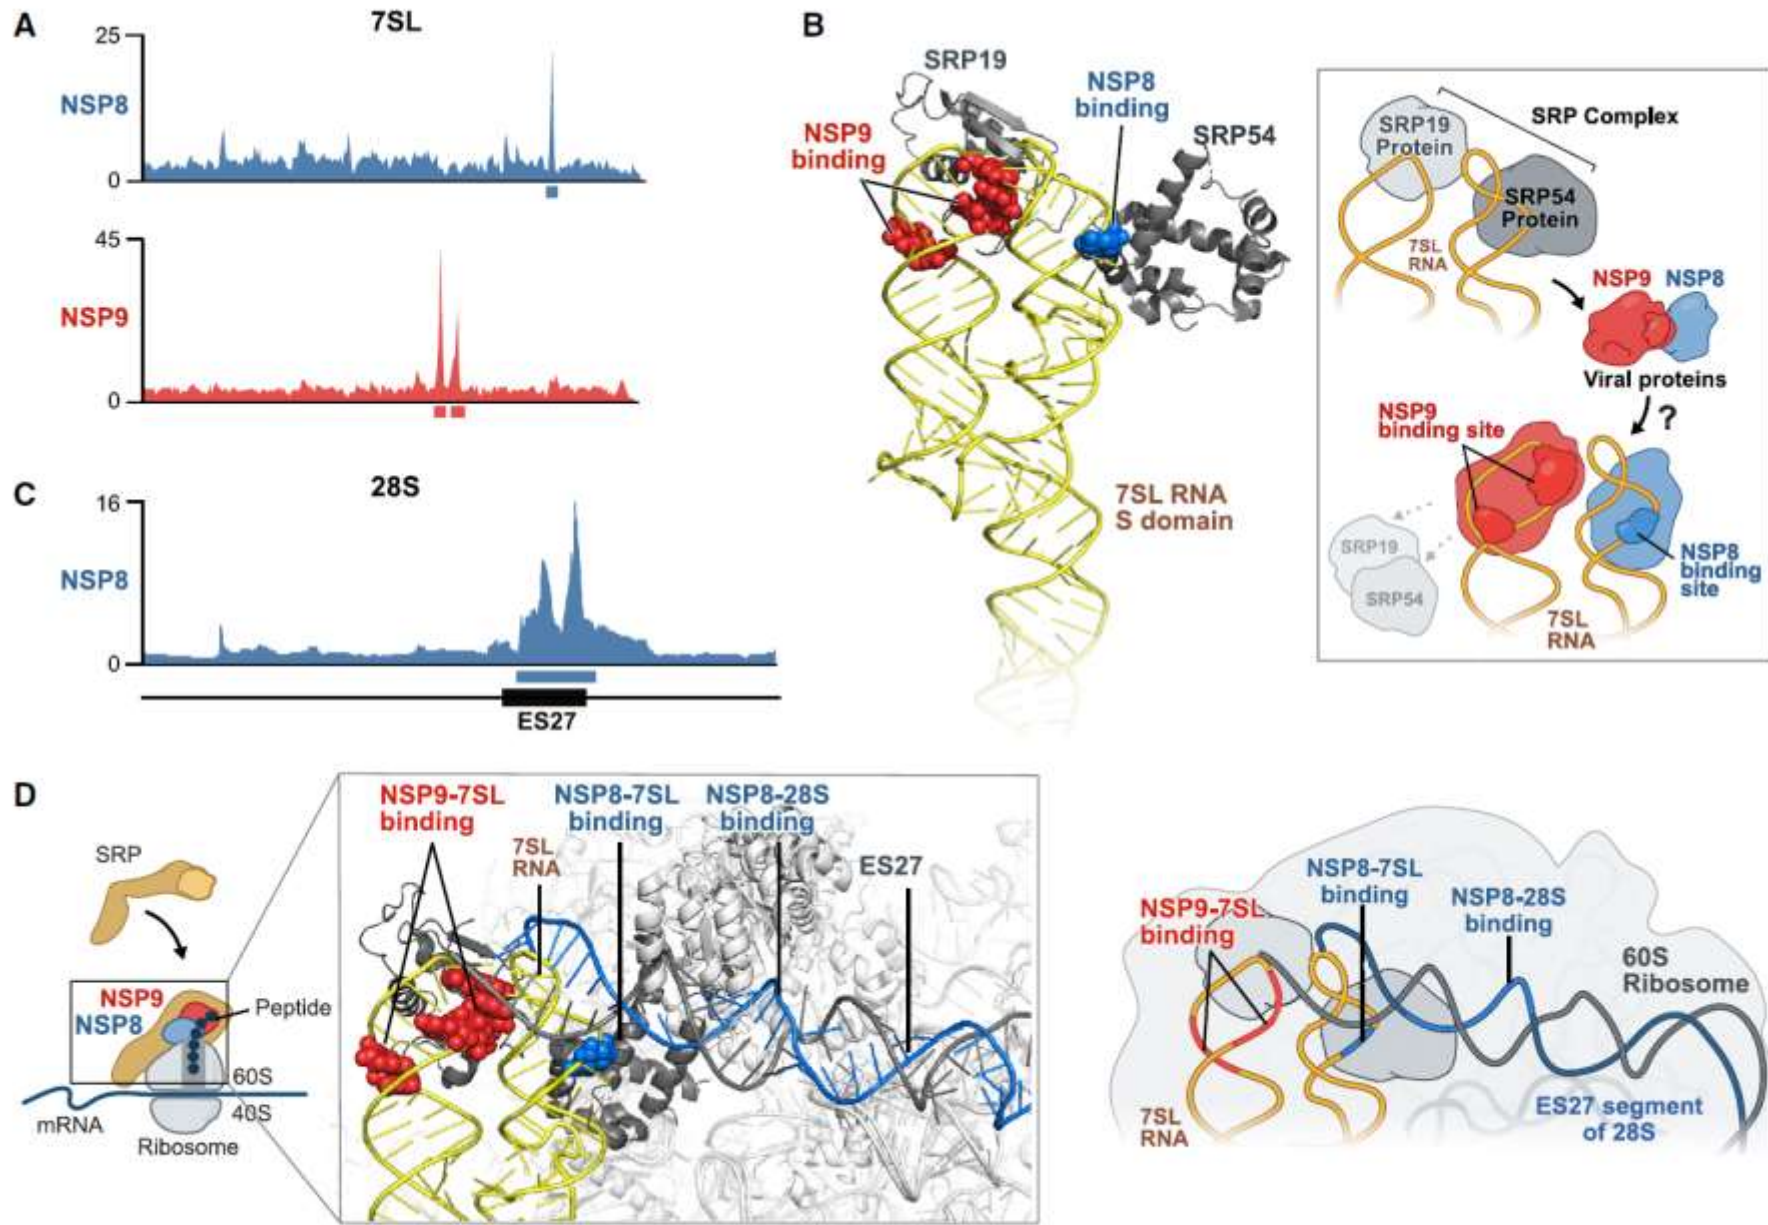 A
7SL
25
NSP8
0
45
NSP9
0
B
SRP19
NSP8
binding
NSP9
binding
SRP54
7SL RNA
S domain
SRP19
Protein
SRP Complex
SRP54
Protein
7SL
RNA
NSP9 NSP8
Viral proteins
?
NSP9
binding site
SRP19
SRP54
NSP8
binding
site
7SL
RNA
C
28S
16
NSP8
0
ES27
D
SRP
NSP9
NSP8
Peptide
60S
40S
mRNA
Ribosome
NSP9-7SL
binding
7SL
RNA
NSP8-7SL
binding
NSP8-28S
binding
ES27
NSP9-7SL
binding
NSP8-7SL
binding
NSP8-28S
binding
60S
Ribosome
7SL
RNA
ES27 segment
of 28S